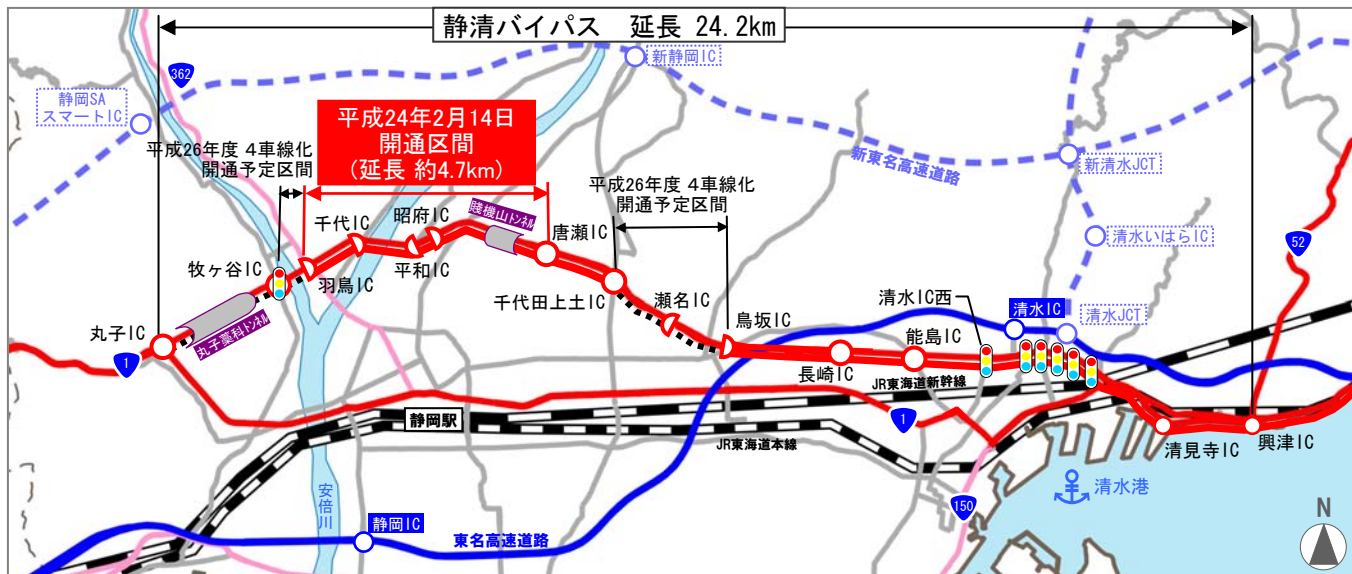 静清バイパス 延長 24.2km
362
新静岡IC
静岡SA
スマートIC
平成24年2月14日
開通区間
(延長 約4.7km)
平成26年度 4車線化
開通予定区間
平成26年度 4車線化
開通予定区間
新東名高速道路
新清水JCT
清水いはらIC
52
千代IC
昭府IC
賤機山トンネル
唐瀬IC
牧ヶ谷IC
羽鳥IC
平和IC
千代田上土IC
瀬名IC
鳥坂IC
清水IC西
清水IC
清水JCT
丸子IC
丸子藁科トンネル
1
長崎IC
能島IC
JR東海道新幹線
静岡駅
JR東海道本線
1
清見寺IC
興津IC
150
清水港
安倍川
静岡IC
東名高速道路
N